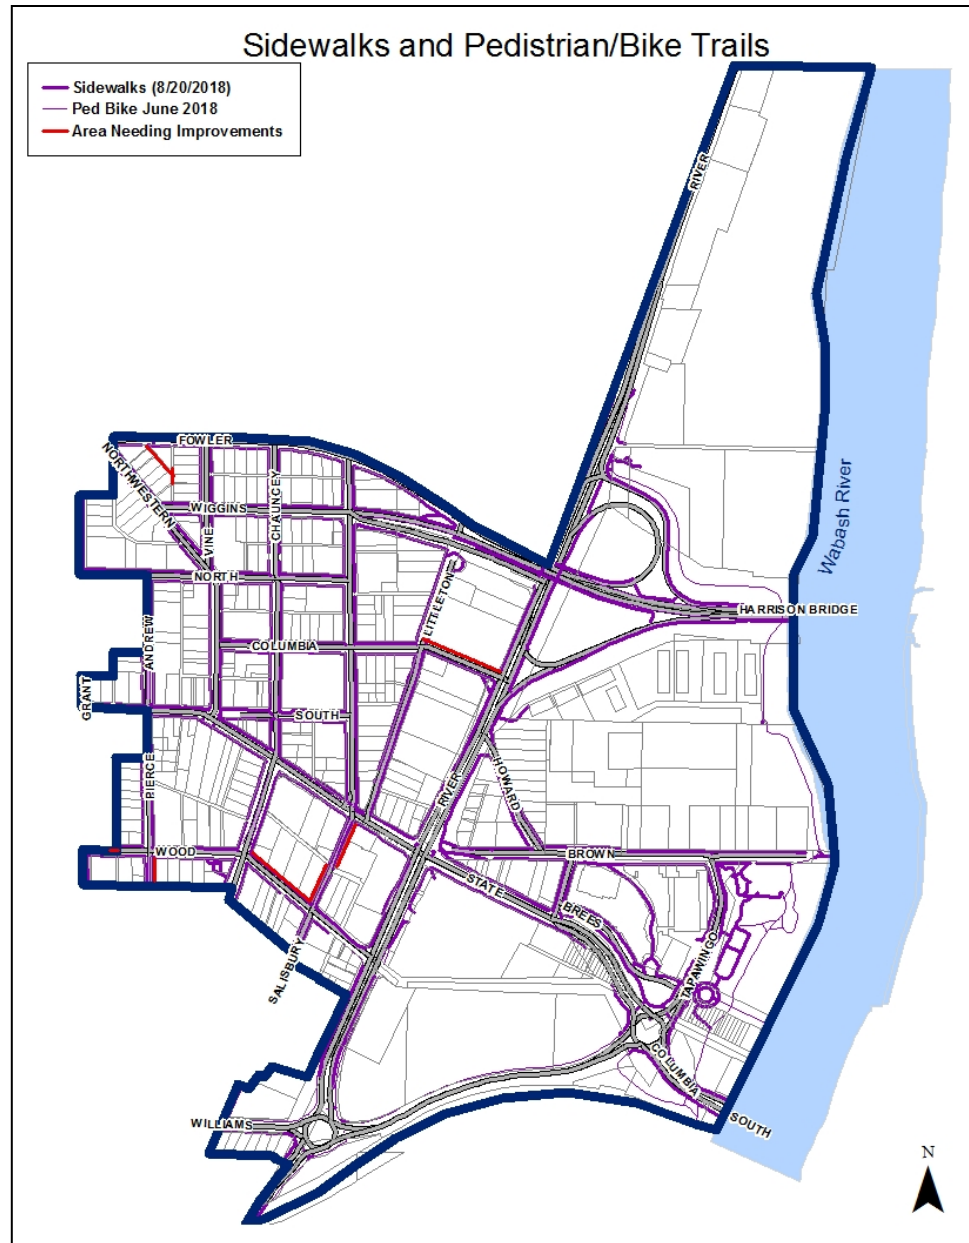 Sidewalks and Pedistrian/Bike Trails
Sidewalks (8/20/2018)
Ped Bike June 2018
Area Needing Improvements
RIVER
FOWLER
NORTHWESTERN
CHAUNCEY
WIGGINS
VINE
Wabash River
NORTH
LITTLETON
HARRISON BRIDGE
ANDREW
COLUMBIA
GRANT
SOUTH
PIERCE
RIVER
HOWARD
WOOD
BROWN
STATE
BREES
SALISBURY
TAPAWINGO
COLUMBIA
WILLIAMS
SOUTH
N